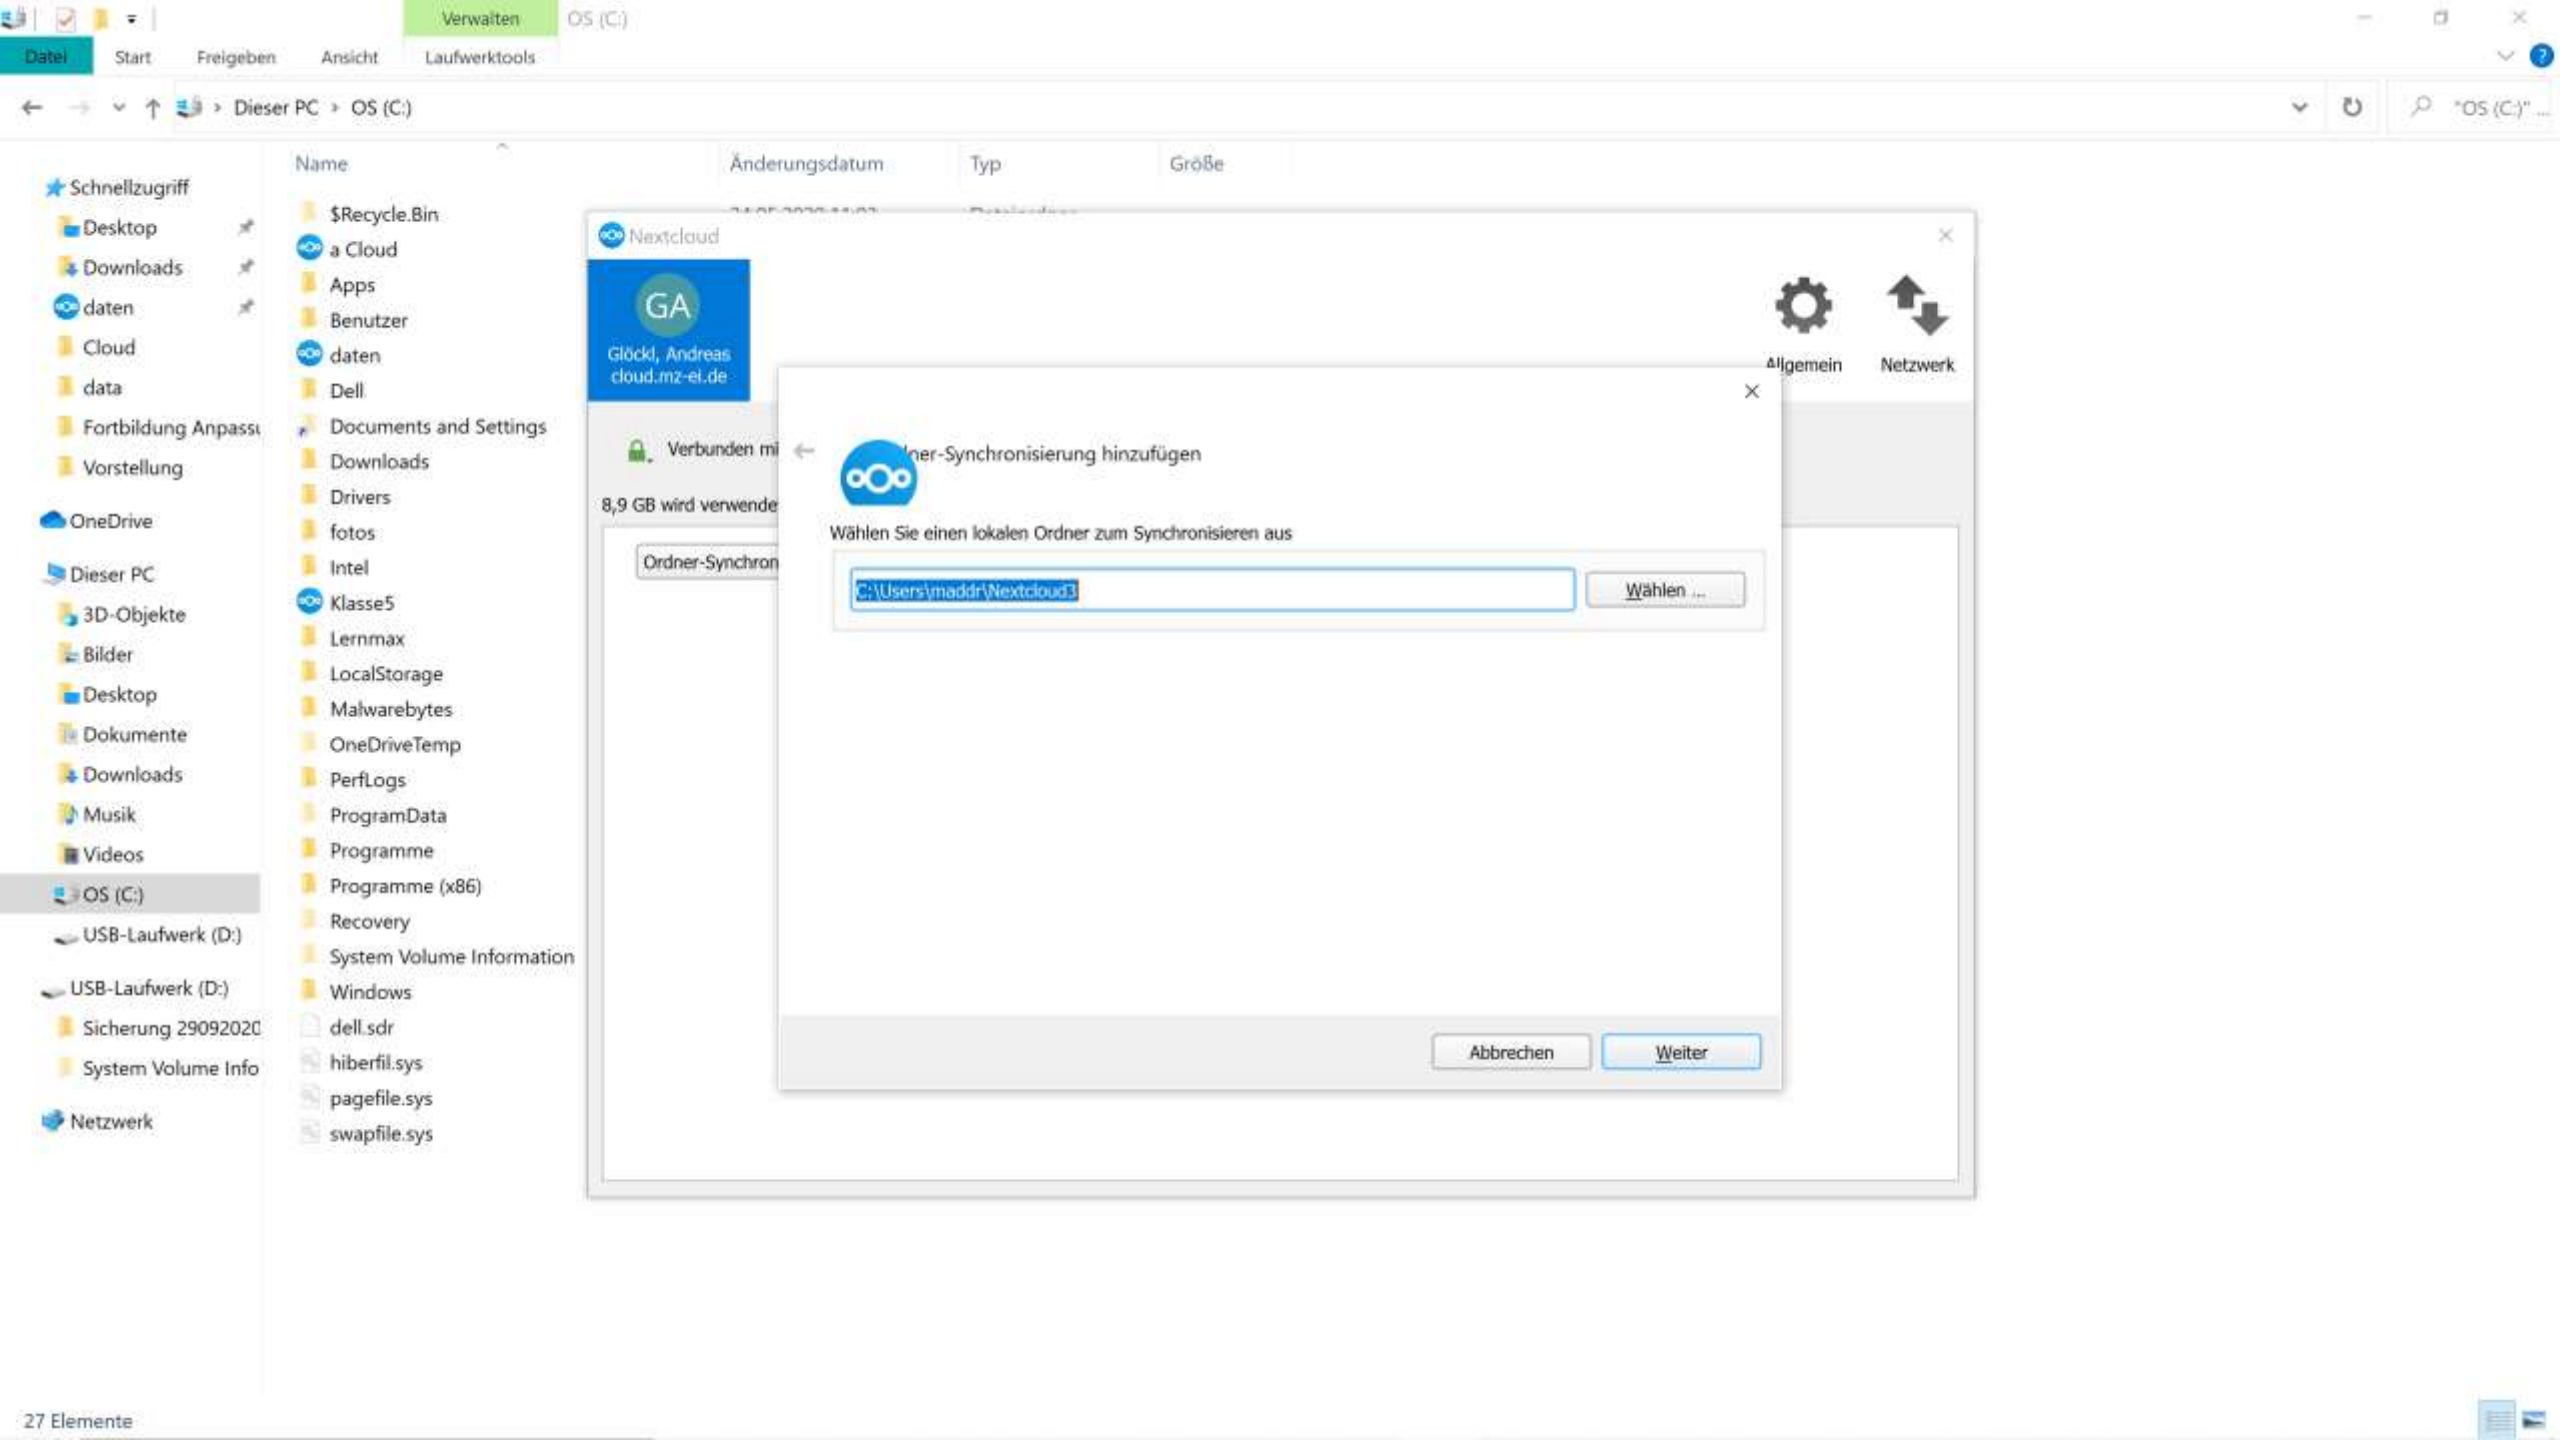 Verwalten OS (C:)
Datei Start Freigeben Ansicht Laufwerktools
Dieser PC OS (C:) "OS (C:)" ...
Name Änderungsdatum Typ Größe
Schnellzugriff
Desktop
Downloads
daten
Cloud
data
Fortbildung Anpassu
Vorstellung
OneDrive
Dieser PC
3D-Objekte
Bilder
Desktop
Dokumente
Downloads
Musik
Videos
OS (C:)
USB-Laufwerk (D:)
USB-Laufwerk (D:)
Sicherung 29092020
System Volume Info
Netzwerk
$Recycle.Bin
a Cloud
Apps
Benutzer
daten
Dell
Documents and Settings
Downloads
Drivers
fotos
Intel
Klasse5
Lernmax
LocalStorage
Malwarebytes
OneDriveTemp
PerfLogs
ProgramData
Programme
Programme (x86)
Recovery
System Volume Information
Windows
dell.sdr
hiberfil.sys
pagefile.sys
swapfile.sys
Nextcloud
GA
Glöckl, Andreas
cloud.mz-ei.de
Allgemein Netzwerk
Verbunden mi
8,9 GB wird verwende
Ordner-Synchron
ner-Synchronisierung hinzufügen
Wählen Sie einen lokalen Ordner zum Synchronisieren aus
C:\Users\maddr\Nextcloud3 Wählen ...
Abbrechen Weiter
27 Elemente